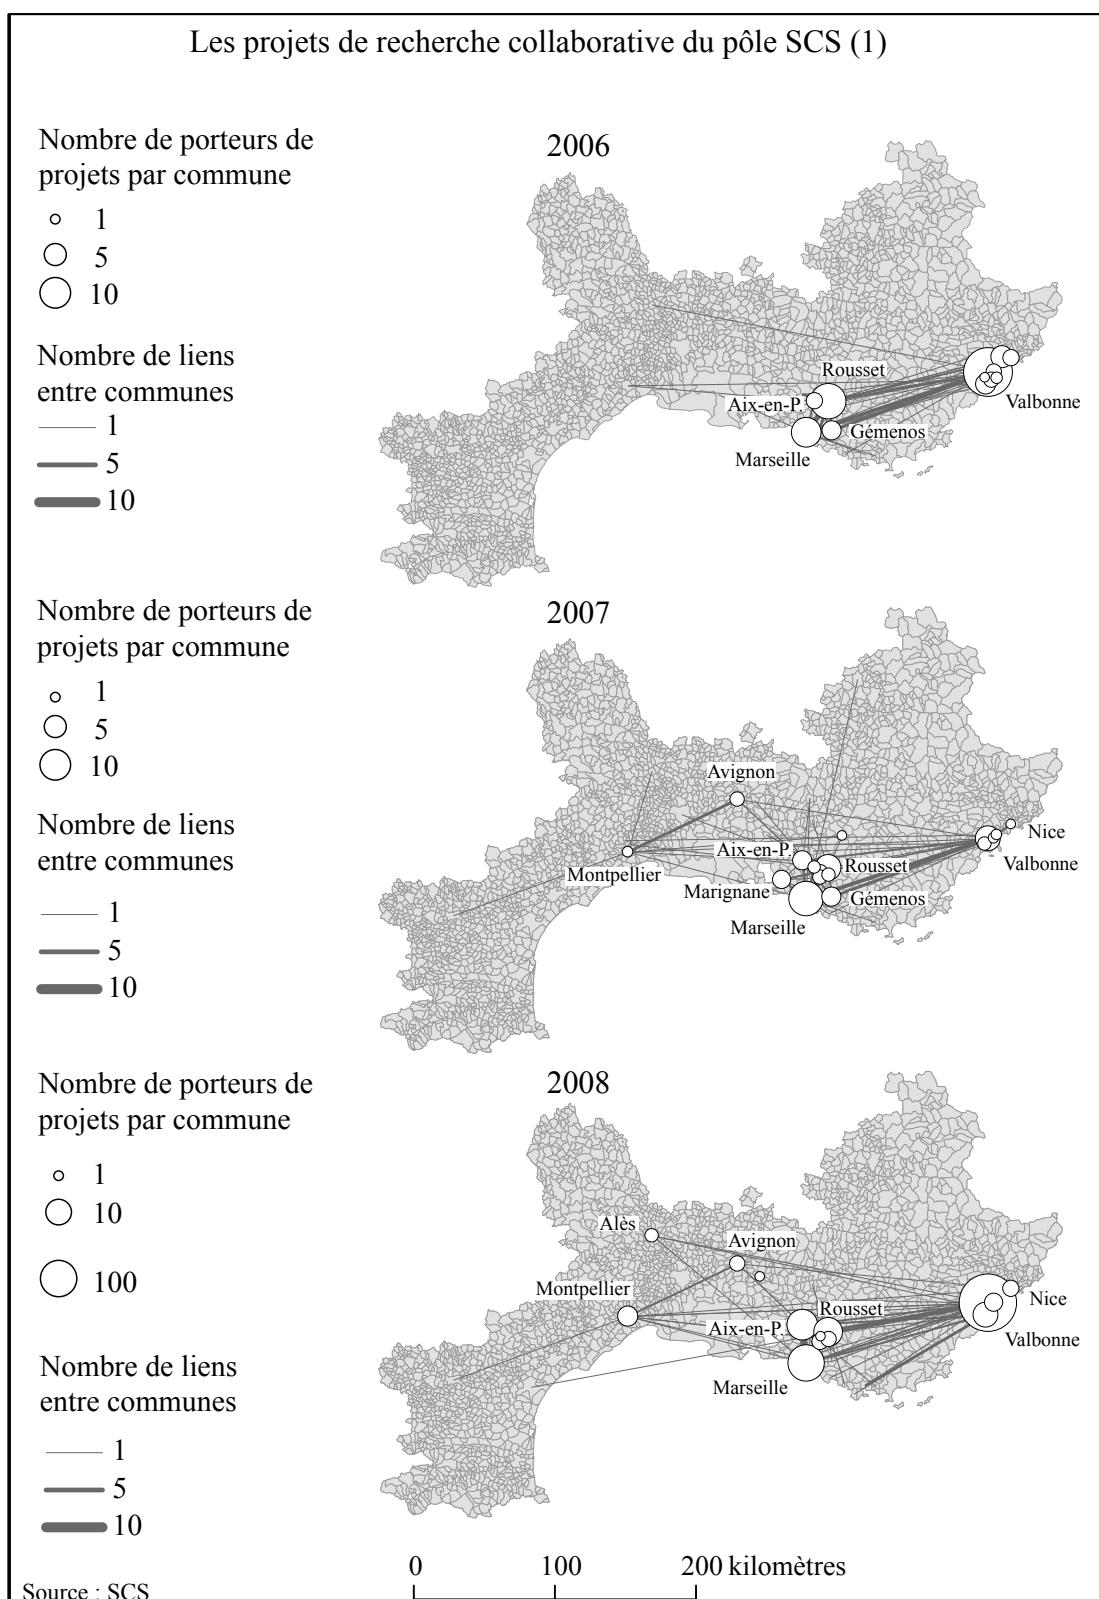 Les projets de recherche collaborative du pôle SCS (1)
Nombre de porteurs de
projets par commune
1
5
10
Nombre de liens
entre communes
1
5
10
2006
Rousset
Aix-en-P.
Valbonne
Gémenos
Marseille
Nombre de porteurs de
projets par commune
1
5
10
Nombre de liens
entre communes
1
5
10
2007
Avignon
Nice
Aix-en-P.
Rousset
Valbonne
Montpellier
Marignane
Gémenos
Marseille
Nombre de porteurs de
projets par commune
1
10
100
Nombre de liens
entre communes
1
5
10
2008
Alès
Avignon
Montpellier
Nice
Rousset
Aix-en-P.
Valbonne
Marseille
0 100 200 kilomètres
Source : SCS